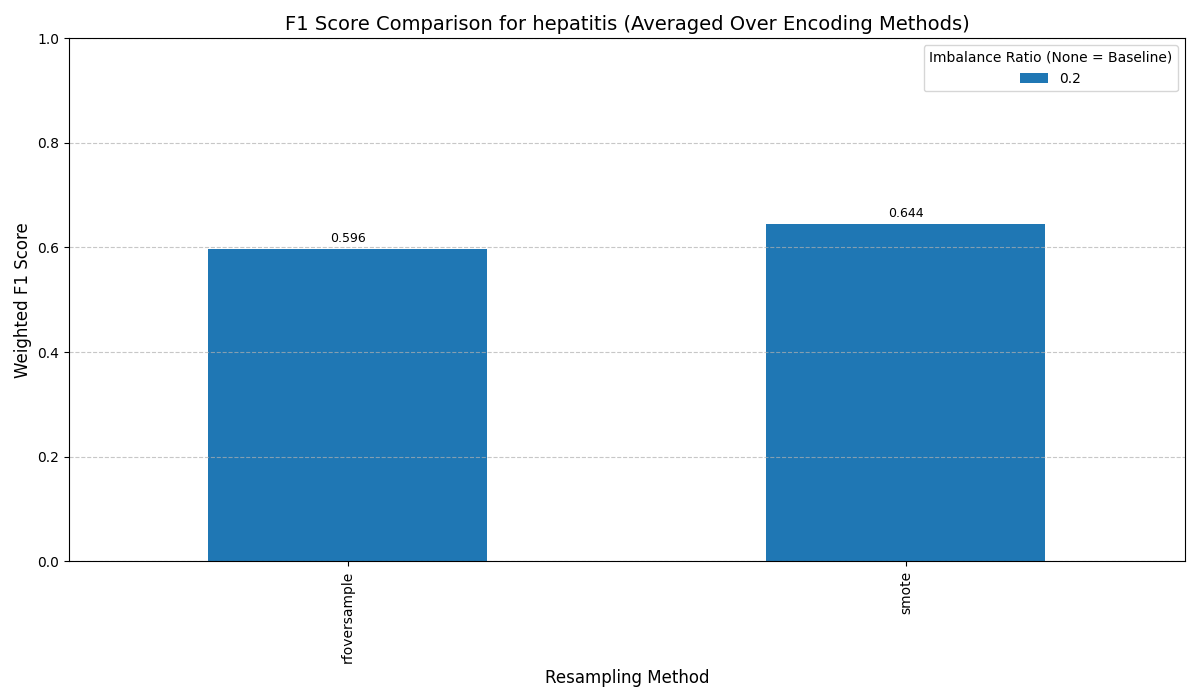 F1 Score Comparison for hepatitis (Averaged Over Encoding Methods)
Imbalance Ratio (None = Baseline)
0.2
Weighted F1 Score
1.0
0.8
0.6
0.4
0.2
0.0
0.596
0.644
rfoversample
smote
Resampling Method